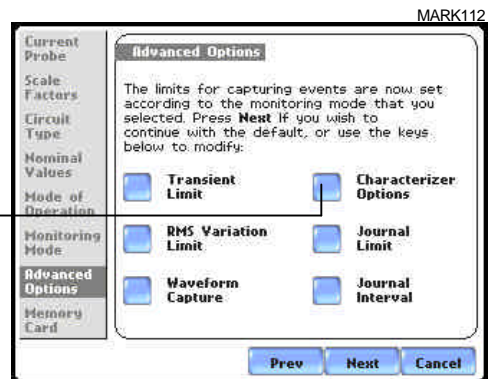 MARK112
Current
Probe
Scale
Factors
Circuit
Type
Nominal
Values
Mode of
Operation
Monitoring
Mode
Advanced
Options
Memory
Card
Advanced Options
The limits for capturing events are now set
according to the monitoring mode that you
selected. Press Next If you wish to
continue with the default, or use the keys
below to modify:
Transient
Limit
Characterizer
Options
RMS Variation
Limit
Journal
Limit
Waveform
Capture
Journal
Interval
Prev
Next
Cancel